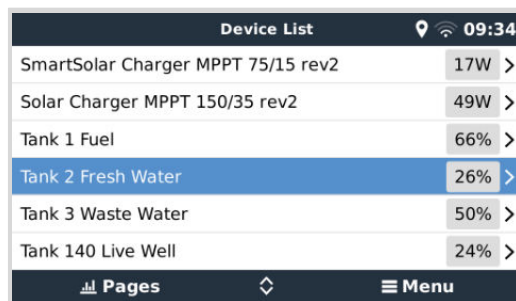 Device List 09:34
SmartSolar Charger MPPT 75/15 rev2 17W
Solar Charger MPPT 150/35 rev2 49W
Tank 1 Fuel 66%
Tank 2 Fresh Water 26%
Tank 3 Waste Water 50%
Tank 140 Live Well 24%
Pages Menu